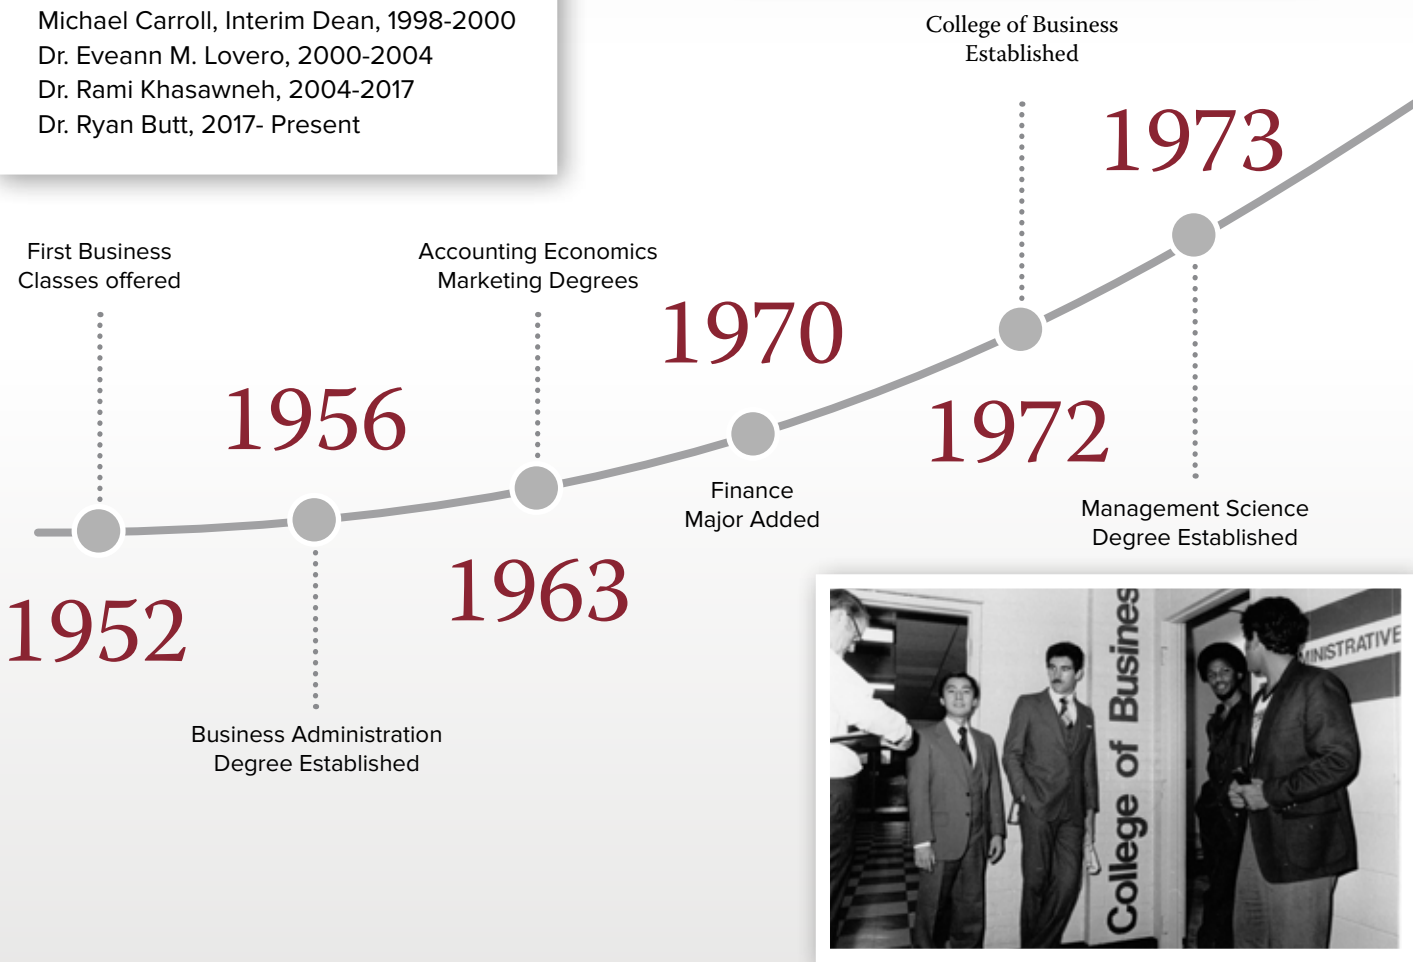 Michael Carroll, Interim Dean, 1998-2000
Dr. Eveann M. Lovero, 2000-2004
Dr. Rami Khasawneh, 2004-2017
Dr. Ryan Butt, 2017- Present
College of Business
Established
1973
First Business
Classes offered
Accounting Economics
Marketing Degrees
1970
1956
1972
Finance
Major Added
Management Science
Degree Established
1963
1952
Business Administration
Degree Established
College of Busines
MINISTRATIVE